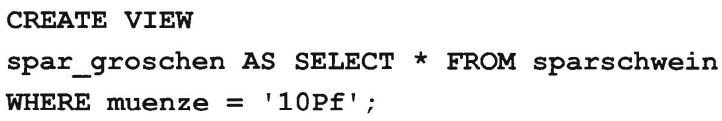 CREATE VIEW
spar_groschen AS SELECT * FROM sparschwein
WHERE muenze = '10Pf';